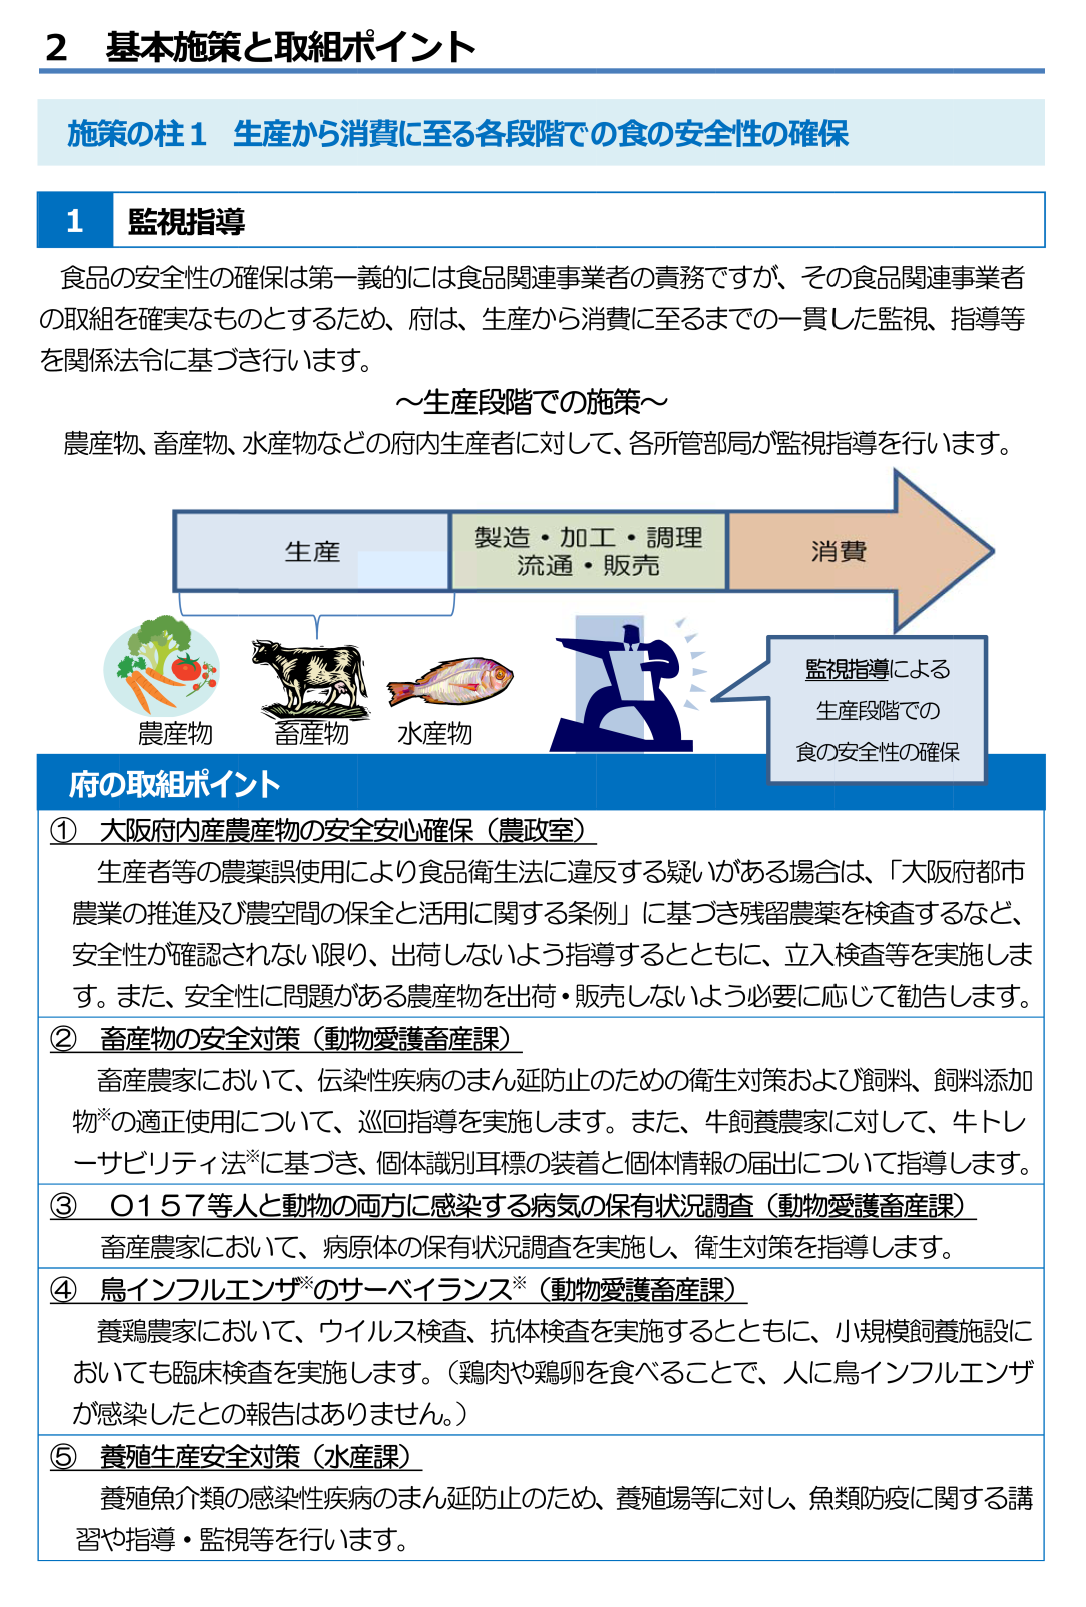 2 基本施策と取組ポイント
施策の柱１ 生産から消費に至る各段階での食の安全性の確保
1 監視指導
食品の安全性の確保は第一義的には食品関連事業者の責務ですが、その食品関連事業者
の取組を確実なものとするため、府は、生産から消費に至るまでの一貫した監視、指導等
を関係法令に基づき行います。
～生産段階での施策～
農産物、畜産物、水産物などの府内生産者に対して、各所管部局が監視指導を行います。
生産
製造・加工・調理
流通・販売
消費
農産物
畜産物
水産物
監視指導による
生産段階での
食の安全性の確保
府の取組ポイント
① 大阪府内産農産物の安全安心確保（農政室）
生産者等の農薬誤使用により食品衛生法に違反する疑いがある場合は、「大阪府都市
農業の推進及び農空間の保全と活用に関する条例」に基づき残留農薬を検査するなど、
安全性が確認されない限り、出荷しないよう指導するとともに、立入検査等を実施しま
す。また、安全性に問題がある農産物を出荷・販売しないよう必要に応じて勧告します。
② 畜産物の安全対策（動物愛護畜産課）
畜産農家において、伝染性疾病のまん延防止のための衛生対策および飼料、飼料添加
物※の適正使用について、巡回指導を実施します。また、牛飼養農家に対して、牛トレ
ーサビリティ法※に基づき、個体識別耳標の装着と個体情報の届出について指導します。
③ Ｏ１５７等人と動物の両方に感染する病気の保有状況調査（動物愛護畜産課）
畜産農家において、病原体の保有状況調査を実施し、衛生対策を指導します。
④ 鳥インフルエンザ※のサーベイランス※（動物愛護畜産課）
養鶏農家において、ウイルス検査、抗体検査を実施するとともに、小規模飼養施設に
おいても臨床検査を実施します。（鶏肉や鶏卵を食べることで、人に鳥インフルエンザ
が感染したとの報告はありません。）
⑤ 養殖生産安全対策（水産課）
養殖魚介類の感染性疾病のまん延防止のため、養殖場等に対し、魚類防疫に関する講
習や指導・監視等を行います。